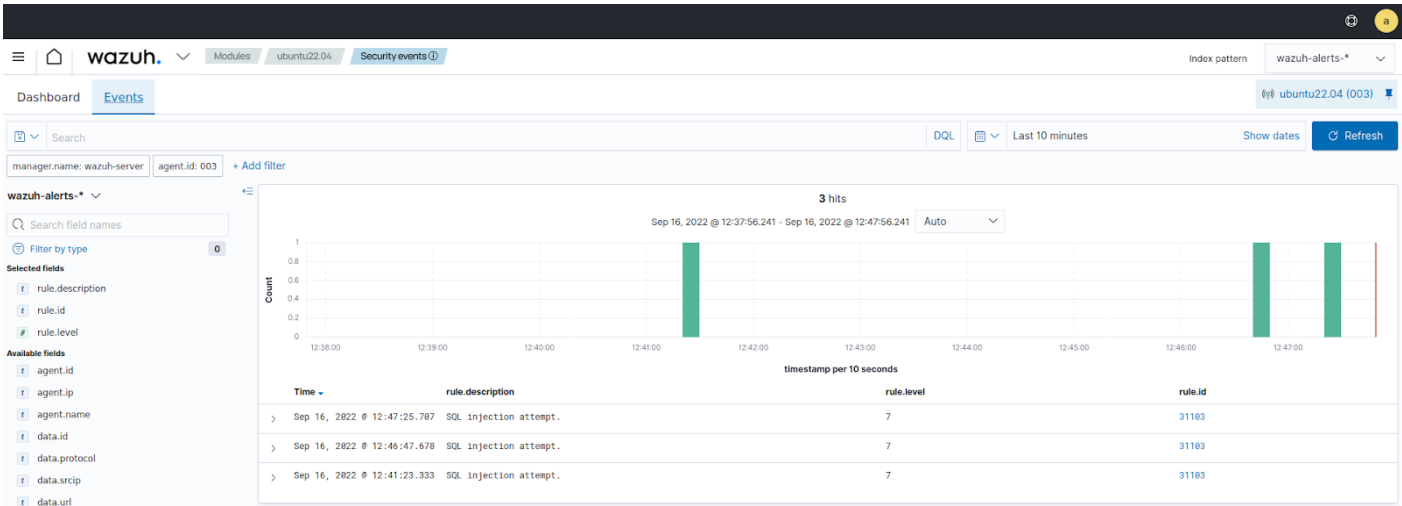 a
wazuh. Modules ubuntu22.04 Security events Index pattern wazuh-alerts-*
Dashboard Events ubuntu22.04 (003)
Search DQL Last 10 minutes Show dates Refresh
manager.name: wazuh-server agent.id: 003 + Add filter
wazuh-alerts-*
Search field names
Filter by type 0
Selected fields
t rule.description
t rule.id
# rule.level
Available fields
t agent.id
t agent.ip
t agent.name
t data.id
t data.protocol
t data.srcip
t data.url
3 hits
Sep 16, 2022 @ 12:37:56.241 - Sep 16, 2022 @ 12:47:56.241 Auto
Count
1
0.8
0.6
0.4
0.2
0
12:38:00 12:39:00 12:40:00 12:41:00 12:42:00 12:43:00 12:44:00 12:45:00 12:46:00 12:47:00
timestamp per 10 seconds
Time rule.description rule.level rule.id
Sep 16, 2022 @ 12:47:25.707 SQL injection attempt. 7 31103
Sep 16, 2022 @ 12:46:47.678 SQL injection attempt. 7 31103
Sep 16, 2022 @ 12:41:23.333 SQL injection attempt. 7 31103